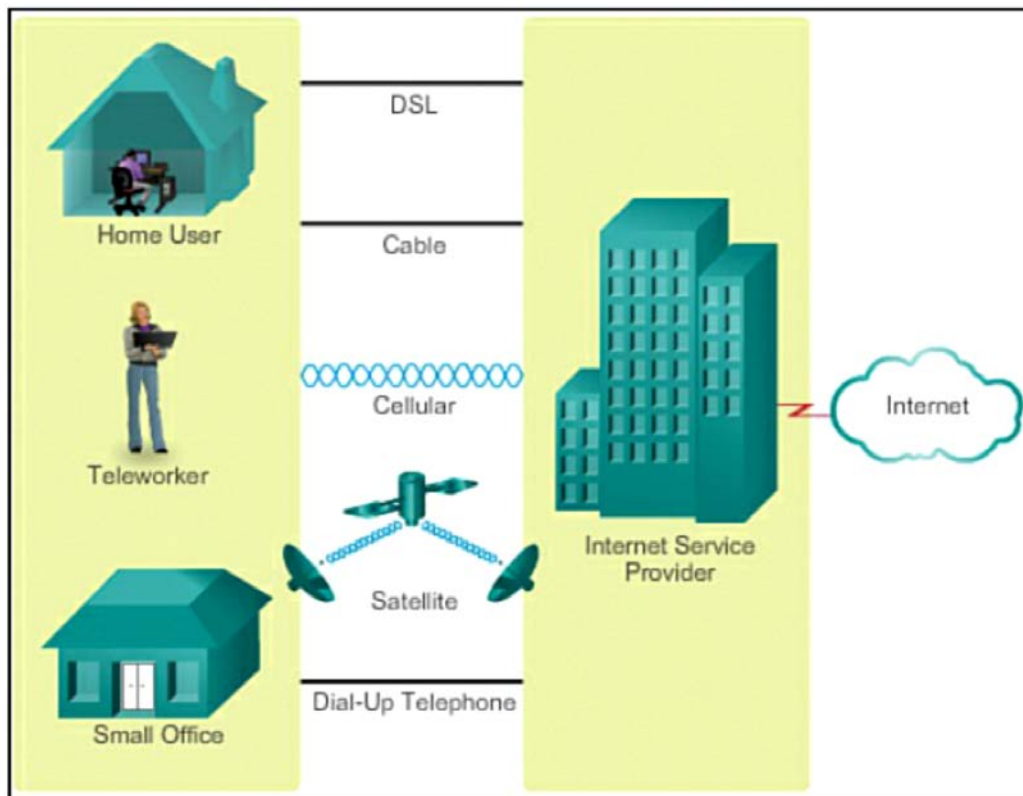 DSL
Home User
Cable
Cellular
Internet
Teleworker
Internet Service
Provider
Satellite
Dial-Up Telephone
Small Office